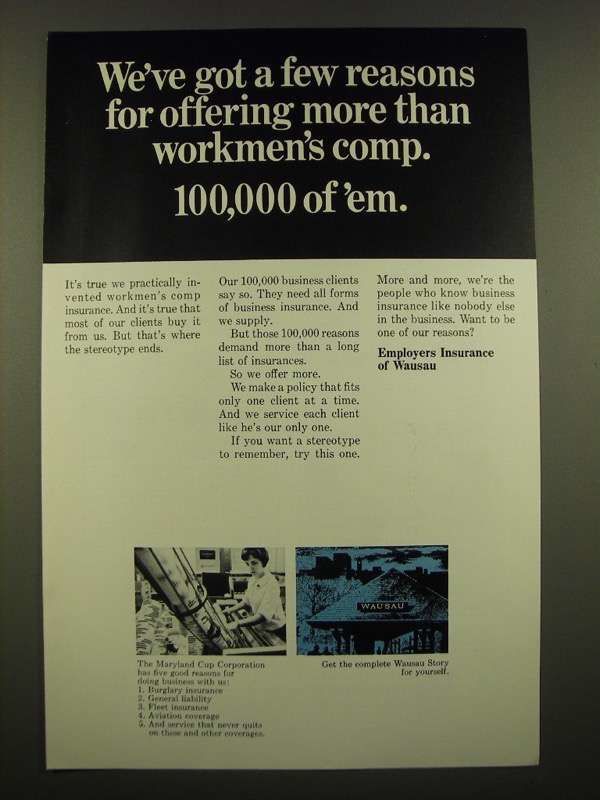 We've got a few reasons
for offering more than
workmen's comp.
100,000 of 'em.
It's true we practically in-
vented workmen's comp
insurance. And it's true that
most of our clients buy it
from us. But that's where
the stereotype ends.
Our 100,000 business clients
say so. They need all forms
of business insurance. And
we supply.
But those 100,000 reasons
demand more than a long
list of insurances.
So we offer more.
We make a policy that fits
only one client at a time.
And we service each client
like he's our only one.
If you want a stereotype
to remember, try this one.
More and more, we're the
people who know business
insurance like nobody else
in the business. Want to be
one of our reasons?
Employers Insurance
of Wausau
WAUSAU
The Maryland Cup Corporation
has five good reasons for
doing business with us:
1. Burglary insurance
2. General liability
3. Fleet insurance
4. Aviation coverage
5. And service that never quits
on these and other coverages.
Get the complete Wausau Story
for yourself.